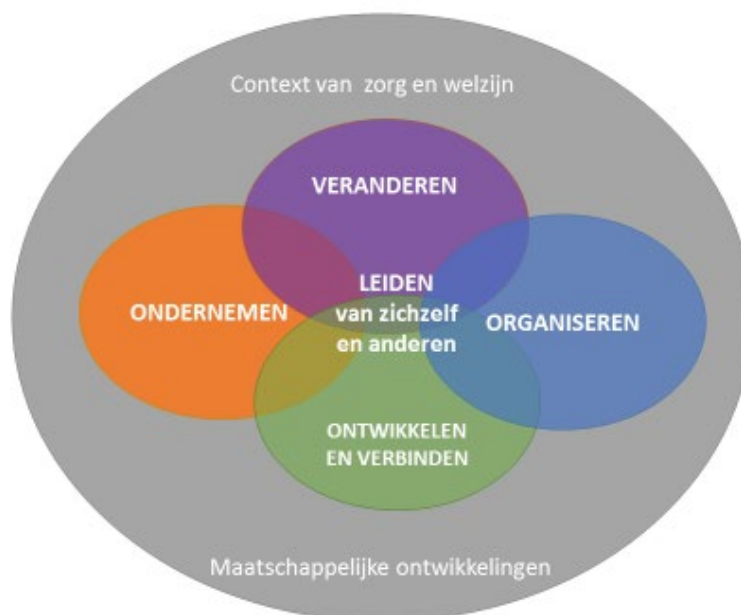 Context van zorg en welzijn
VERANDEREN
LEIDEN
van zichzelf
en anderen
ONDERNEMEN
ORGANISEREN
ONTWIKKELEN
EN VERBINDEN
Maatschappelijke ontwikkelingen